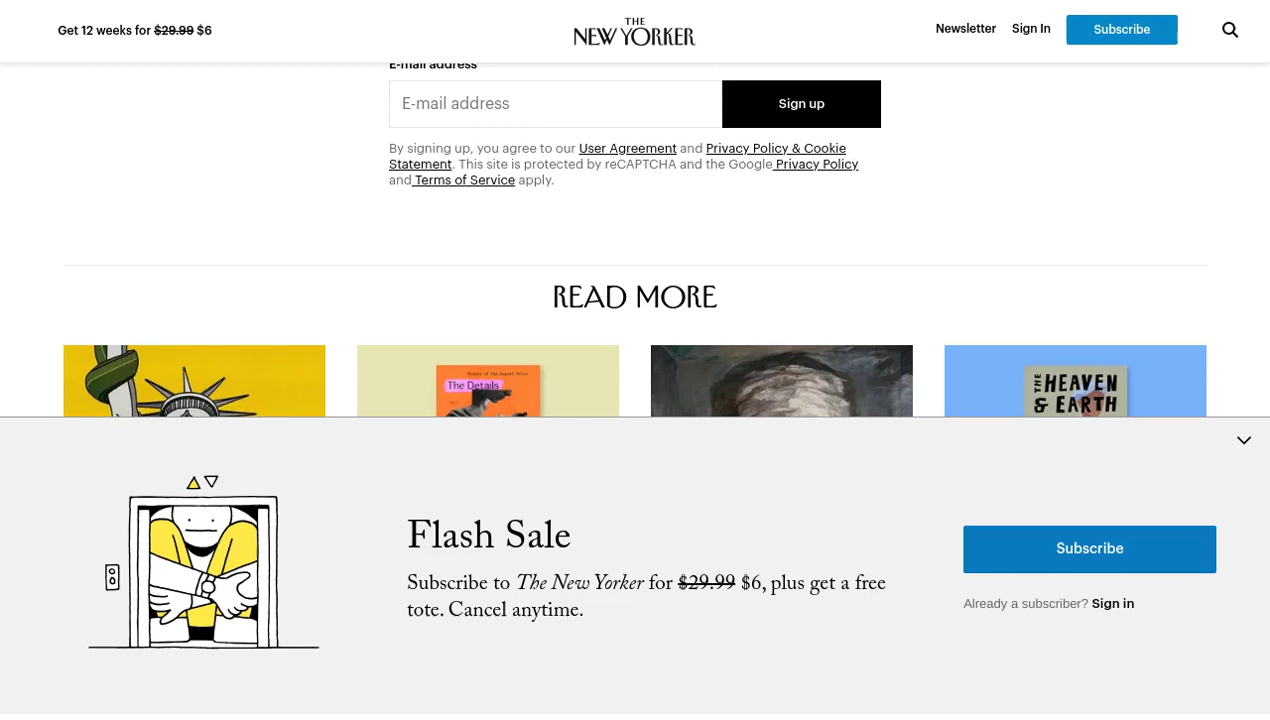 Get 12 weeks for $29.99 $6
THE
NEW YORKER
Newsletter
Sign In
Subscribe
E-mail address
E-mail address
Sign up
By signing up, you agree to our User Agreement and Privacy Policy & Cookie
Statement. This site is protected by reCAPTCHA and the Google Privacy Policy
and Terms of Service apply.
READ MORE
The Details
THE
HEAVEN
& EARTH
Flash Sale
Subscribe to The New Yorker for $29.99 $6, plus get a free
tote. Cancel anytime.
Subscribe
Already a subscriber? Sign in